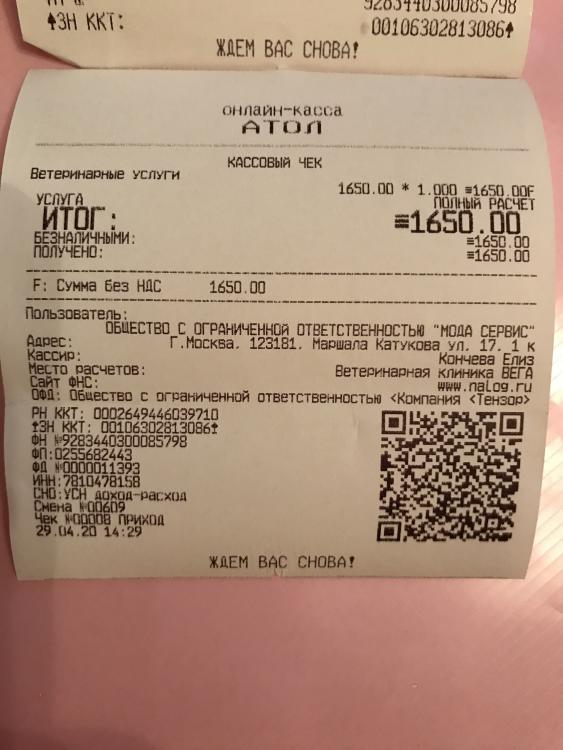 9283440300085798
ЗН ККТ: 00106302813086
ЖДЕМ ВАС СНОВА!
онлайн-касса
АТОЛ
КАССОВЫЙ ЧЕК
Ветеринарные услуги
1650.00 * 1.000 ≡1650.00F
УСЛУГА ПОЛНЫЙ РАСЧЕТ
ИТОГ: ≡1650.00
БЕЗНАЛИЧНЫМИ: ≡1650.00
ПОЛУЧЕНО: ≡1650.00
F: Сумма без НДС 1650.00
Пользователь:
ОБЩЕСТВО С ОГРАНИЧЕННОЙ ОТВЕТСТВЕННОСТЬЮ "МОДА СЕРВИС"
Адрес: Г.Москва, 123181, Маршала Катукова ул, 17, 1 к
Кассир: Кончева Елиз
Место расчетов: Ветеринарная клиника ВЕГА
Сайт ФНС: www.nalog.ru
ОФД: Общество с ограниченной ответственностью <Компания <Тензор>
РН ККТ: 0002649446039710
ЗН ККТ: 00106302813086
ФН №9283440300085798
ФП:0255682443
ФД №0000011393
ИНН:7810478158
СНО:УСН доход-расход
Смена №00609
Чек №00008 ПРИХОД
29.04.20 14:29
ЖДЕМ ВАС СНОВА!